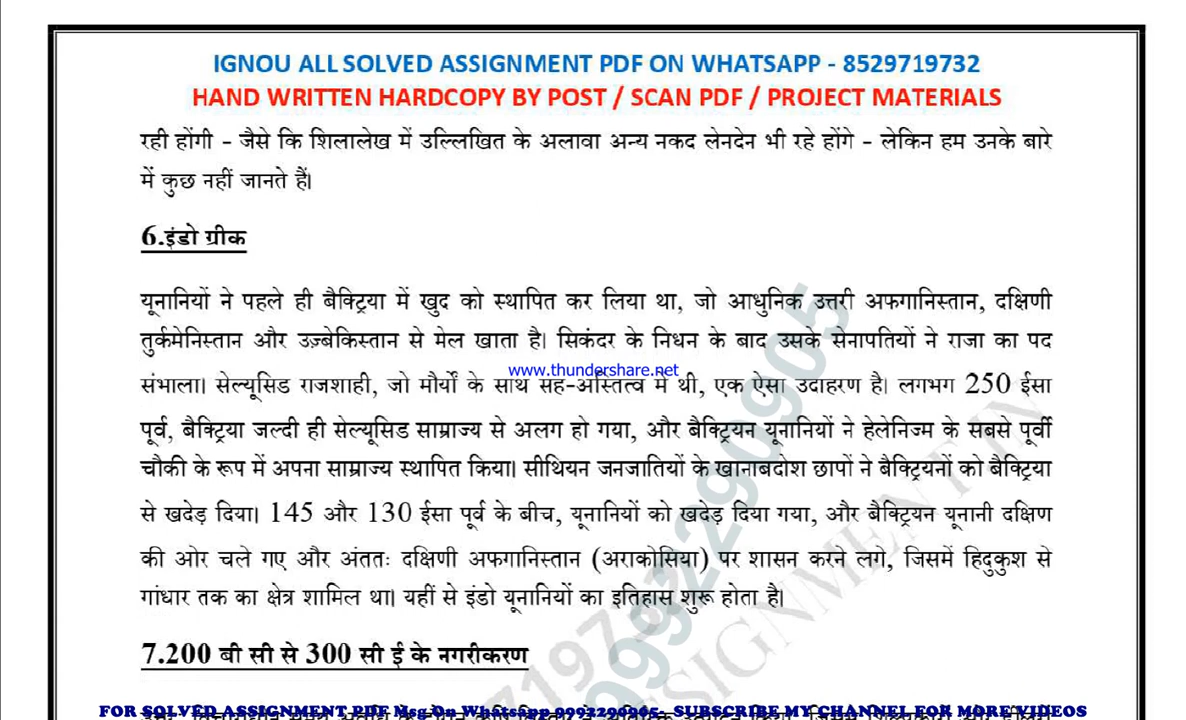 IGNOU ALL SOLVED ASSIGNMENT PDF ON WHATSAPP - 8529719732
HAND WRITTEN HARDCOPY BY POST / SCAN PDF / PROJECT MATERIALS
रही होंगी - जैसे कि शिलालेख में उल्लिखित के अलावा अन्य नकद लेनदेन भी रहे होंगे - लेकिन हम उनके बारे
में कुछ नहीं जानते हैं।
6.इंडो ग्रीक
यूनानियों ने पहले ही बैक्ट्रिया में खुद को स्थापित कर लिया था, जो आधुनिक उत्तरी अफगानिस्तान, दक्षिणी
तुर्कमेनिस्तान और उज़्बेकिस्तान से मेल खाता है। सिकंदर के निधन के बाद उसके सेनापतियों ने राजा का पद
www.thundershare.net
संभाला। सेल्यूसिड राजशाही, जो मौर्यों के साथ सह-अस्तित्व में थी, एक ऐसा उदाहरण है। लगभग 250 ईसा
पूर्व, बैक्ट्रिया जल्दी ही सेल्यूसिड साम्राज्य से अलग हो गया, और बैक्ट्रियन यूनानियों ने हेलेनिज्म के सबसे पूर्वी
चौकी के रूप में अपना साम्राज्य स्थापित किया। सीथियन जनजातियों के खानाबदोश छापों ने बैक्ट्रियनों को बैक्ट्रिया
से खदेड़ दिया। 145 और 130 ईसा पूर्व के बीच, यूनानियों को खदेड़ दिया गया, और बैक्ट्रियन यूनानी दक्षिण
की ओर चले गए और अंततः दक्षिणी अफगानिस्तान (अराकोसिया) पर शासन करने लगे, जिसमें हिंदुकुश से
गांधार तक का क्षेत्र शामिल था। यहीं से इंडो यूनानियों का इतिहास शुरू होता है।
7.200 बी सी से 300 सी ई के नगरीकरण
FOR SOLVED ASSIGNMENT PDF Msg On Whatsapp 9992290905- SUBSCRIBE MY CHANNEL FOR MORE VIDEOS